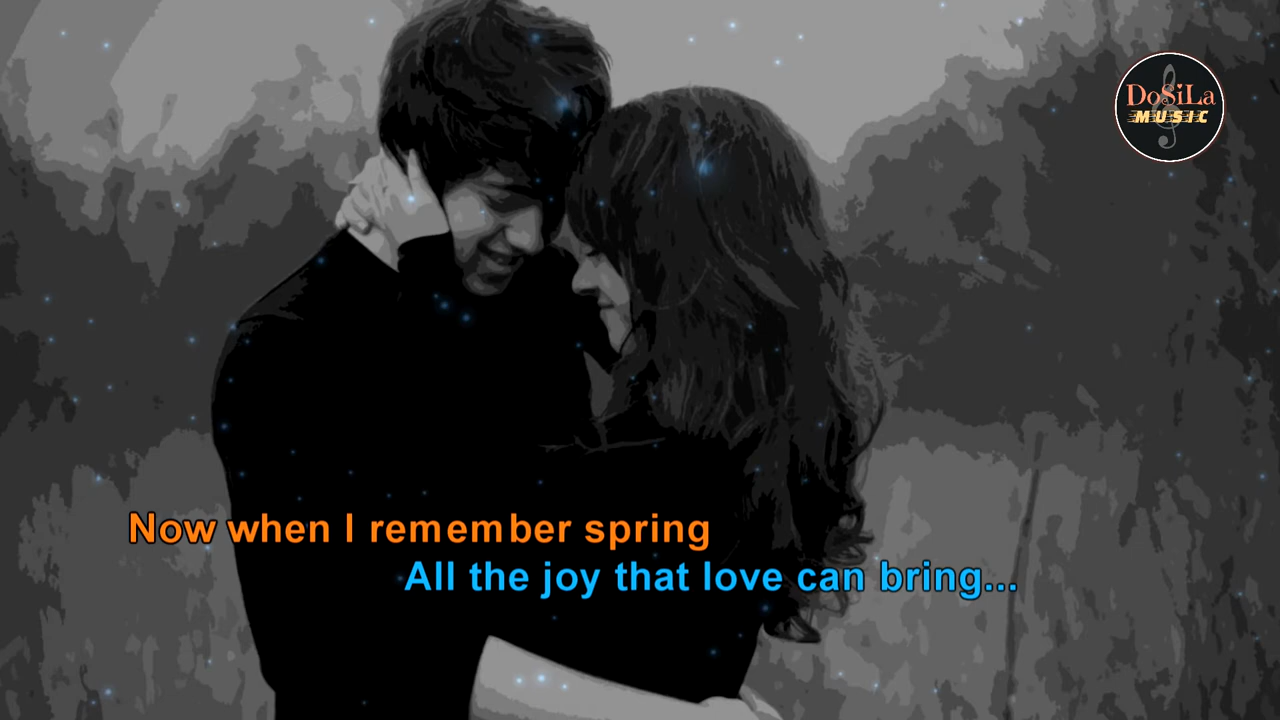 DoSiLa
MUSIC
Now when I remember spring
All the joy that love can bring...